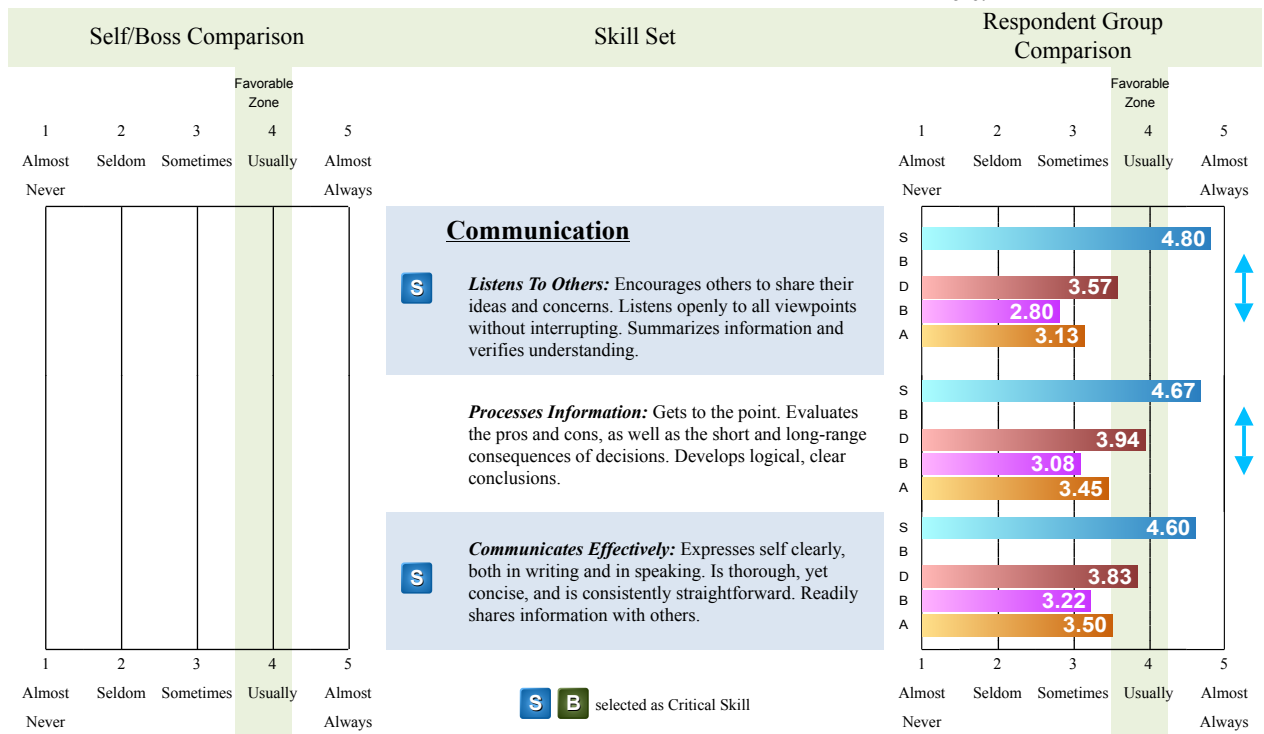 Self/Boss Comparison
Skill Set
Respondent Group
Comparison
Favorable
Zone
1 2 3 4 5
Almost Seldom Sometimes Usually Almost
Never Always
Favorable
Zone
1 2 3 4 5
Almost Seldom Sometimes Usually Almost
Never Always
Communication
S
Listens To Others: Encourages others to share their
ideas and concerns. Listens openly to all viewpoints
without interrupting. Summarizes information and
verifies understanding.
S 4.80
B
D 3.57
B 2.80
A 3.13
Processes Information: Gets to the point. Evaluates
the pros and cons, as well as the short and long-range
consequences of decisions. Develops logical, clear
conclusions.
S 4.67
B
D 3.94
B 3.08
A 3.45
S
Communicates Effectively: Expresses self clearly,
both in writing and in speaking. Is thorough, yet
concise, and is consistently straightforward. Readily
shares information with others.
S 4.60
B
D 3.83
B 3.22
A 3.50
1 2 3 4 5
Almost Seldom Sometimes Usually Almost
Never Always
S B selected as Critical Skill
1 2 3 4 5
Almost Seldom Sometimes Usually Almost
Never Always